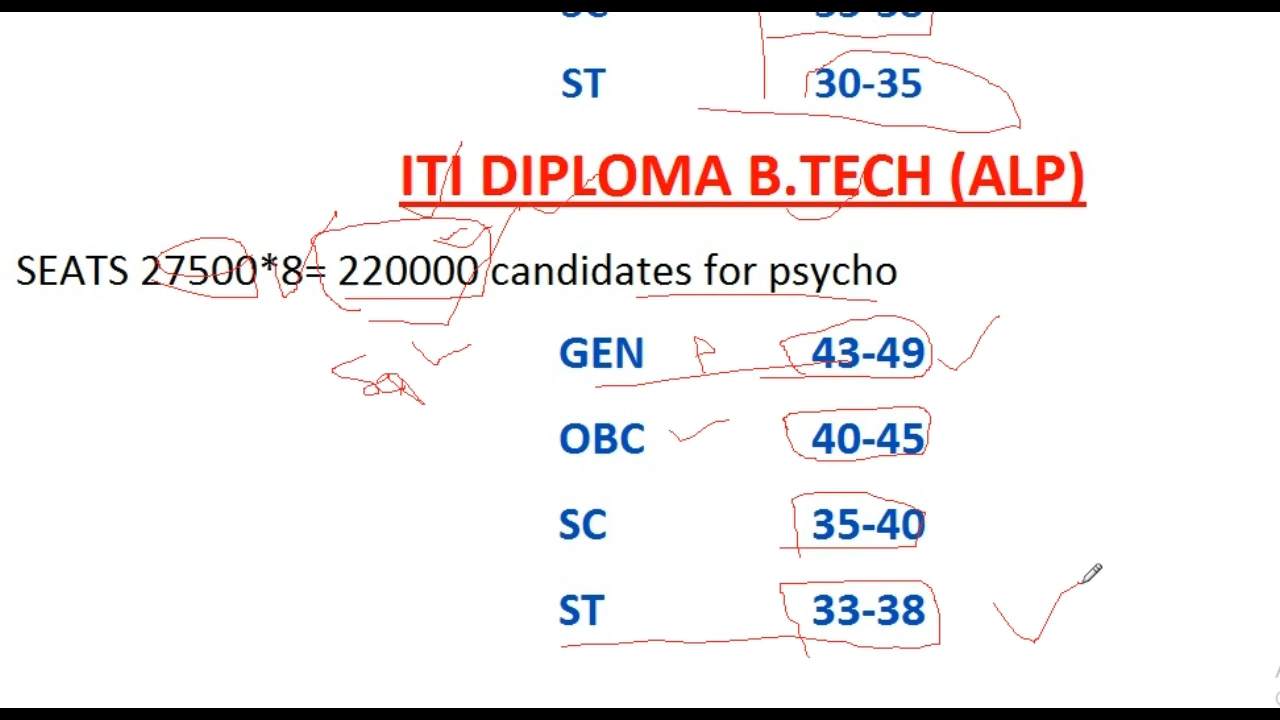 ST 30-35
ITI DIPLOMA B.TECH (ALP)
SEATS 27500*8= 220000 candidates for psycho
GEN 43-49
OBC 40-45
SC 35-40
ST 33-38